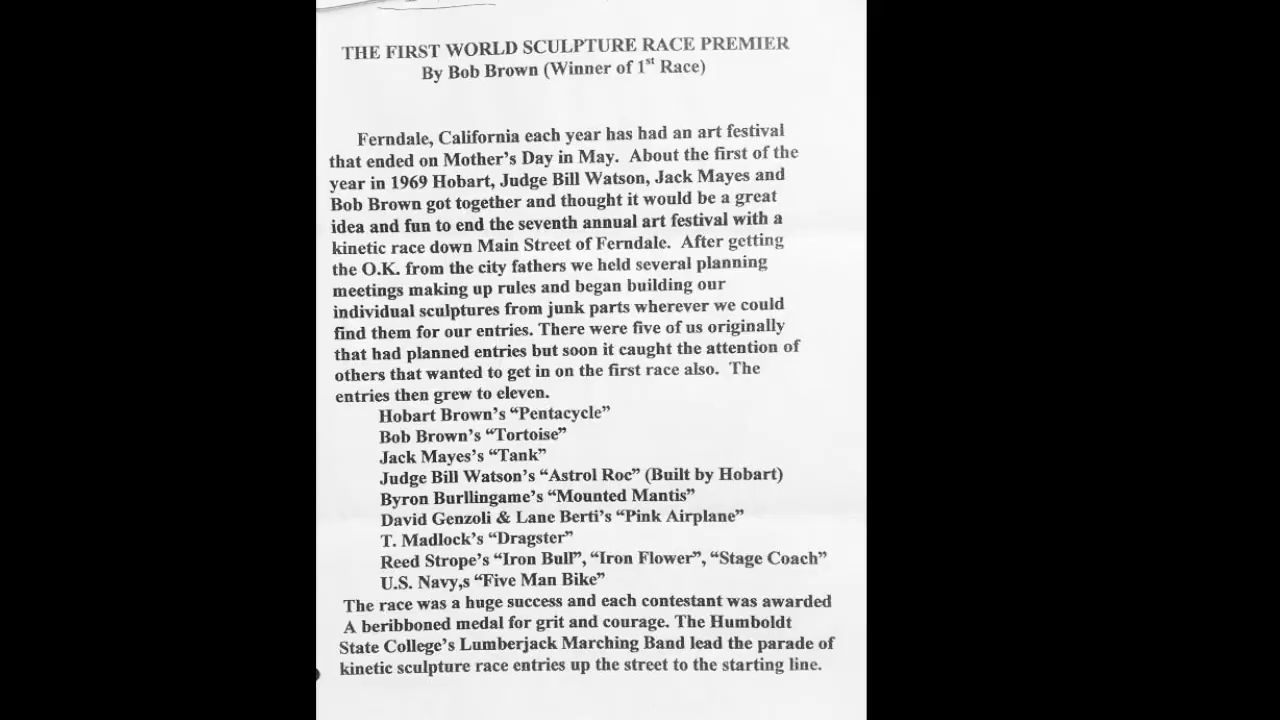 THE FIRST WORLD SCULPTURE RACE PREMIER
By Bob Brown (Winner of 1st Race)
Ferndale, California each year has had an art festival
that ended on Mother's Day in May. About the first of the
year in 1969 Hobart, Judge Bill Watson, Jack Mayes and
Bob Brown got together and thought it would be a great
idea and fun to end the seventh annual art festival with a
kinetic race down Main Street of Ferndale. After getting
the O.K. from the city fathers we held several planning
meetings making up rules and began building our
individual sculptures from junk parts wherever we could
find them for our entries. There were five of us originally
that had planned entries but soon it caught the attention of
others that wanted to get in on the first race also. The
entries then grew to eleven.
Hobart Brown's “Pentacycle”
Bob Brown's “Tortoise”
Jack Mayes's “Tank”
Judge Bill Watson's “Astrol Roc” (Built by Hobart)
Byron Burllingame's “Mounted Mantis”
David Genzoli & Lane Berti's “Pink Airplane”
T. Madlock's “Dragster”
Reed Strope's “Iron Bull”, “Iron Flower”, “Stage Coach”
U.S. Navy,s “Five Man Bike”
The race was a huge success and each contestant was awarded
A beribboned medal for grit and courage. The Humboldt
State College's Lumberjack Marching Band lead the parade of
kinetic sculpture race entries up the street to the starting line.